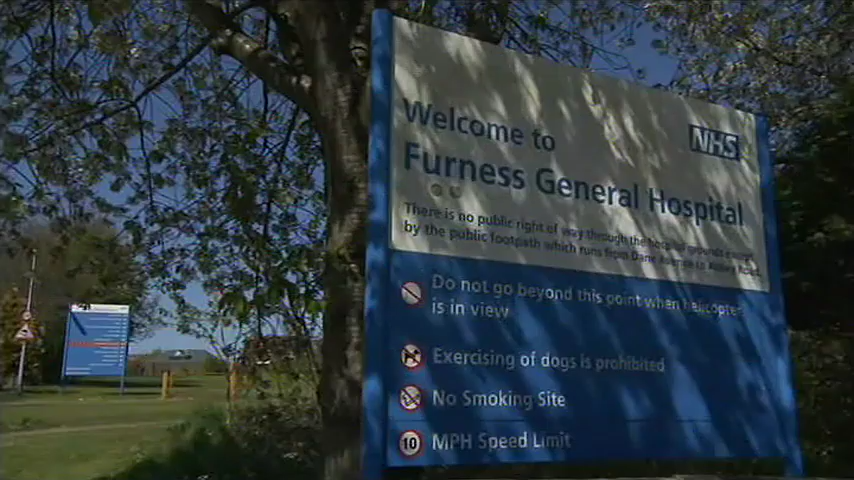 Welcome to
NHS
Furness General Hospital
There is no public right of way through the hospital grounds except
by the public footpath which runs from Dane Avenue to Abbey Road.
Do not go beyond this point when helicopter
is in view
Exercising of dogs is prohibited
No Smoking Site
10 MPH Speed Limit